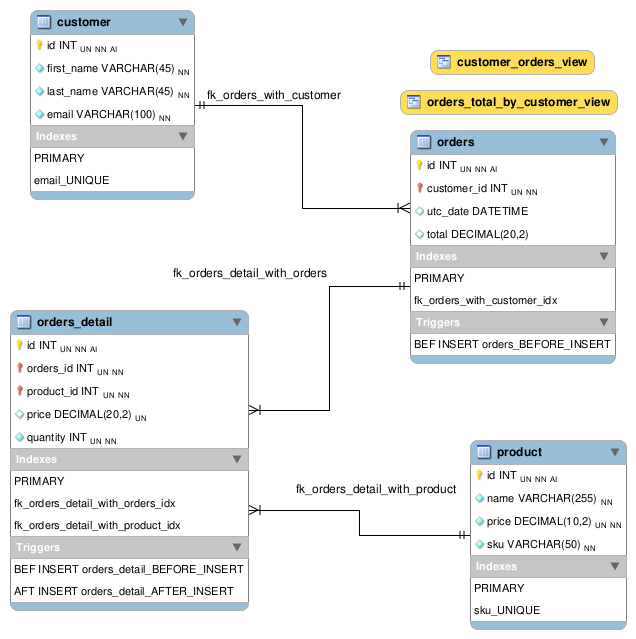 customer
id INT UN NN AI
first_name VARCHAR(45) NN
last_name VARCHAR(45) NN
email VARCHAR(100) NN
Indexes
PRIMARY
email_UNIQUE
fk_orders_with_customer
customer_orders_view
orders_total_by_customer_view
orders
id INT UN NN AI
customer_id INT UN NN
utc_date DATETIME
total DECIMAL(20,2)
Indexes
PRIMARY
fk_orders_with_customer_idx
Triggers
BEF INSERT orders_BEFORE_INSERT
fk_orders_detail_with_orders
orders_detail
id INT UN NN AI
orders_id INT UN NN
product_id INT UN NN
price DECIMAL(20,2) UN
quantity INT UN NN
Indexes
PRIMARY
fk_orders_detail_with_orders_idx
fk_orders_detail_with_product_idx
Triggers
BEF INSERT orders_detail_BEFORE_INSERT
AFT INSERT orders_detail_AFTER_INSERT
fk_orders_detail_with_product
product
id INT UN NN AI
name VARCHAR(255) NN
price DECIMAL(10,2) UN NN
sku VARCHAR(50) NN
Indexes
PRIMARY
sku_UNIQUE